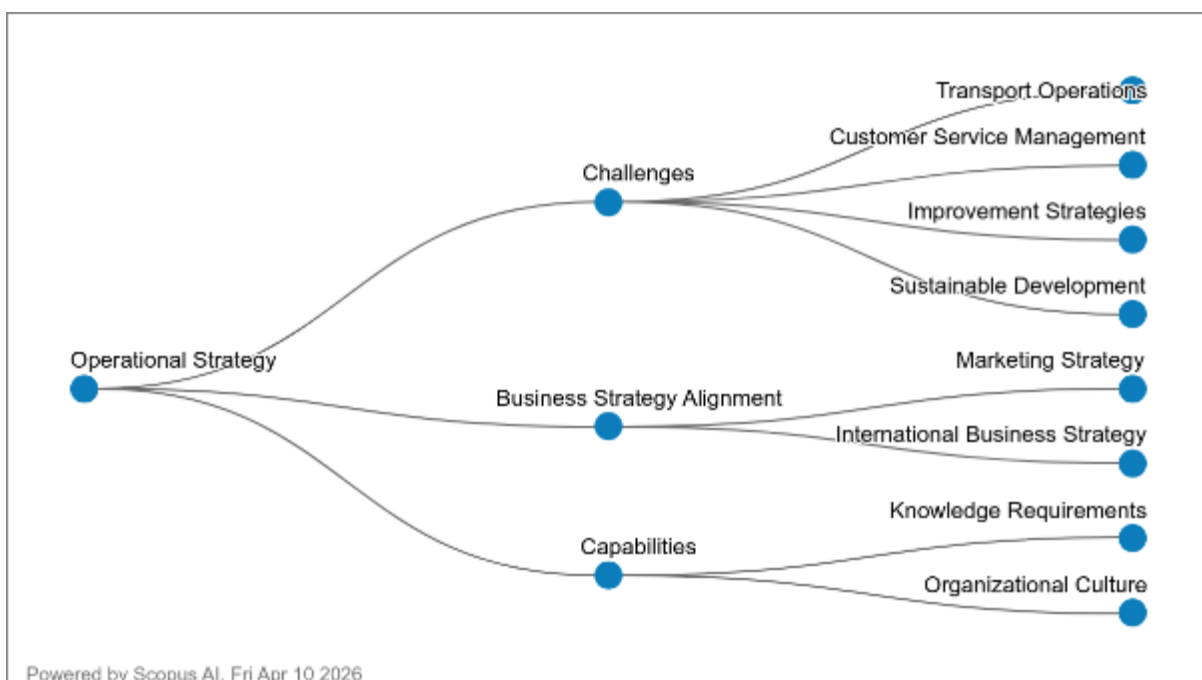 Transport Operations
Customer Service Management
Challenges
Improvement Strategies
Sustainable Development
Operational Strategy
Marketing Strategy
Business Strategy Alignment
International Business Strategy
Knowledge Requirements
Capabilities
Organizational Culture
Powered by Scopus AI, Fri Apr 10 2026